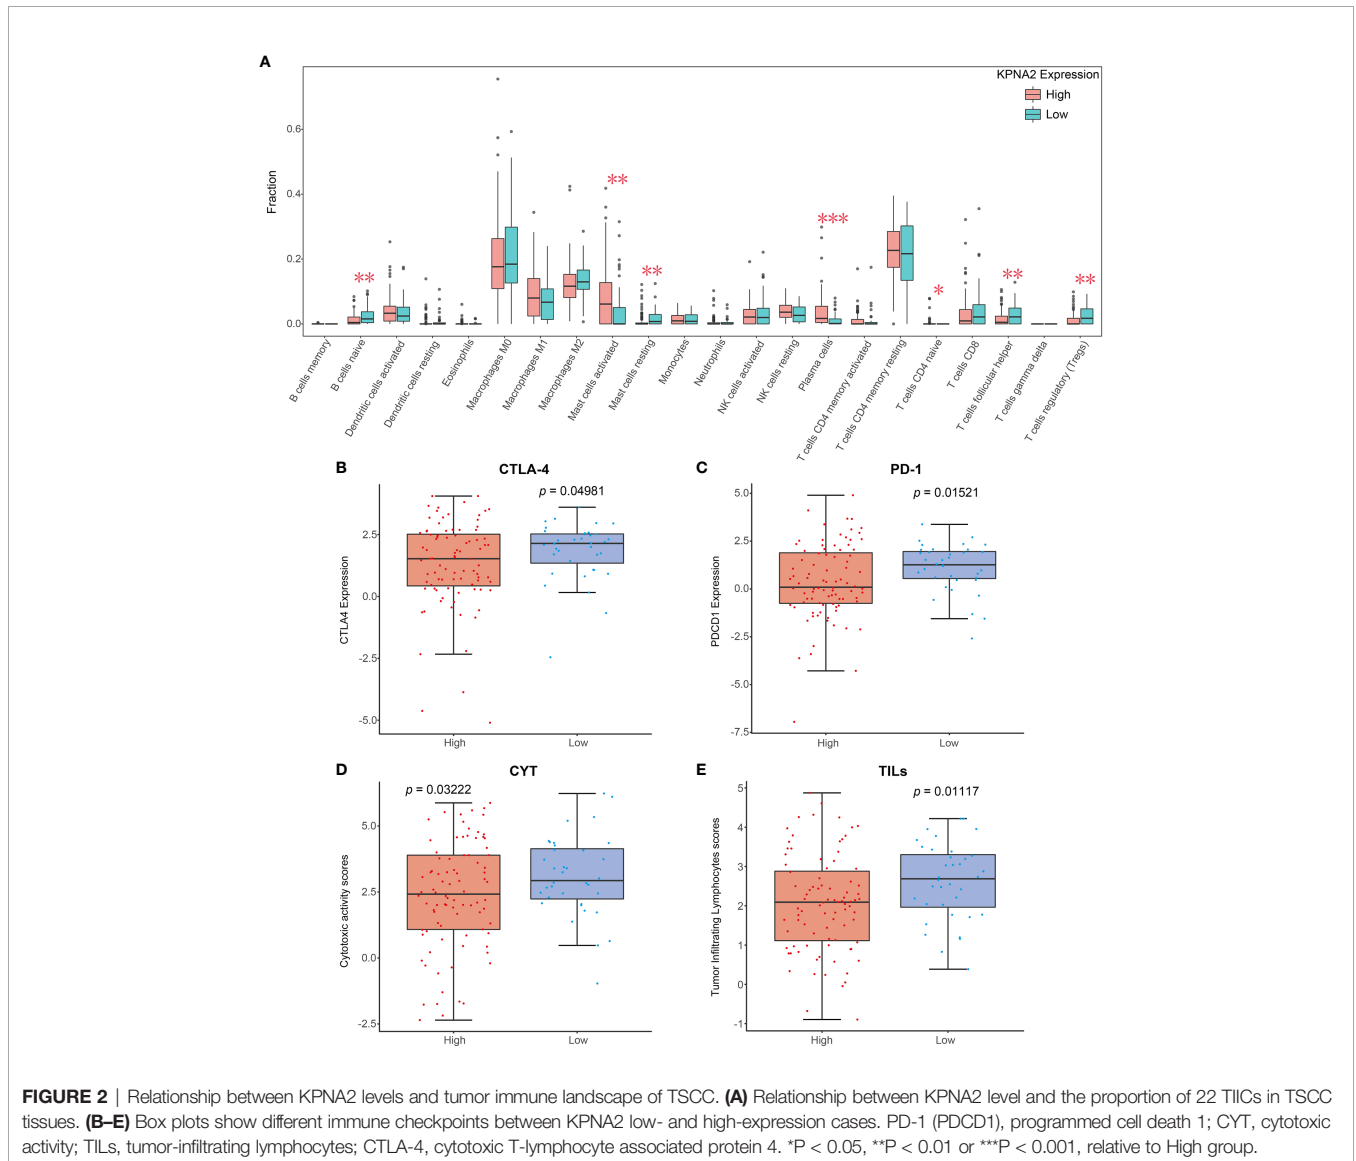 A
KPNA2 Expression
High
Low
**
**
**
***
*
**
**
Fraction
0.6
0.4
0.2
0.0
B cells memory
B cells naive
Dendritic cells activated
Dendritic cells resting
Eosinophils
Macrophages M0
Macrophages M1
Macrophages M2
Mast cells activated
Mast cells resting
Monocytes
Neutrophils
NK cells activated
NK cells resting
Plasma cells
T cells CD4 memory activated
T cells CD4 memory resting
T cells CD4 naive
T cells CD8
T cells follicular helper
T cells gamma delta
T cells regulatory (Tregs)
B
CTLA-4
p = 0.04981
CTLA4 Expression
2.5
0.0
-2.5
-5.0
High
Low
C
PD-1
p = 0.01521
PDCD1 Expression
5.0
2.5
0.0
-2.5
-5.0
-7.5
High
Low
D
CYT
p = 0.03222
Cytotoxic activity scores
5.0
2.5
0.0
-2.5
High
Low
E
TILs
p = 0.01117
Tumor Infiltrating Lymphocytes scores
5
4
3
2
1
0
-1
High
Low
FIGURE 2 | Relationship between KPNA2 levels and tumor immune landscape of TSCC. (A) Relationship between KPNA2 level and the proportion of 22 TIICs in TSCC
tissues. (B–E) Box plots show different immune checkpoints between KPNA2 low- and high-expression cases. PD-1 (PDCD1), programmed cell death 1; CYT, cytotoxic
activity; TILs, tumor-infiltrating lymphocytes; CTLA-4, cytotoxic T-lymphocyte associated protein 4. *P < 0.05, **P < 0.01 or ***P < 0.001, relative to High group.